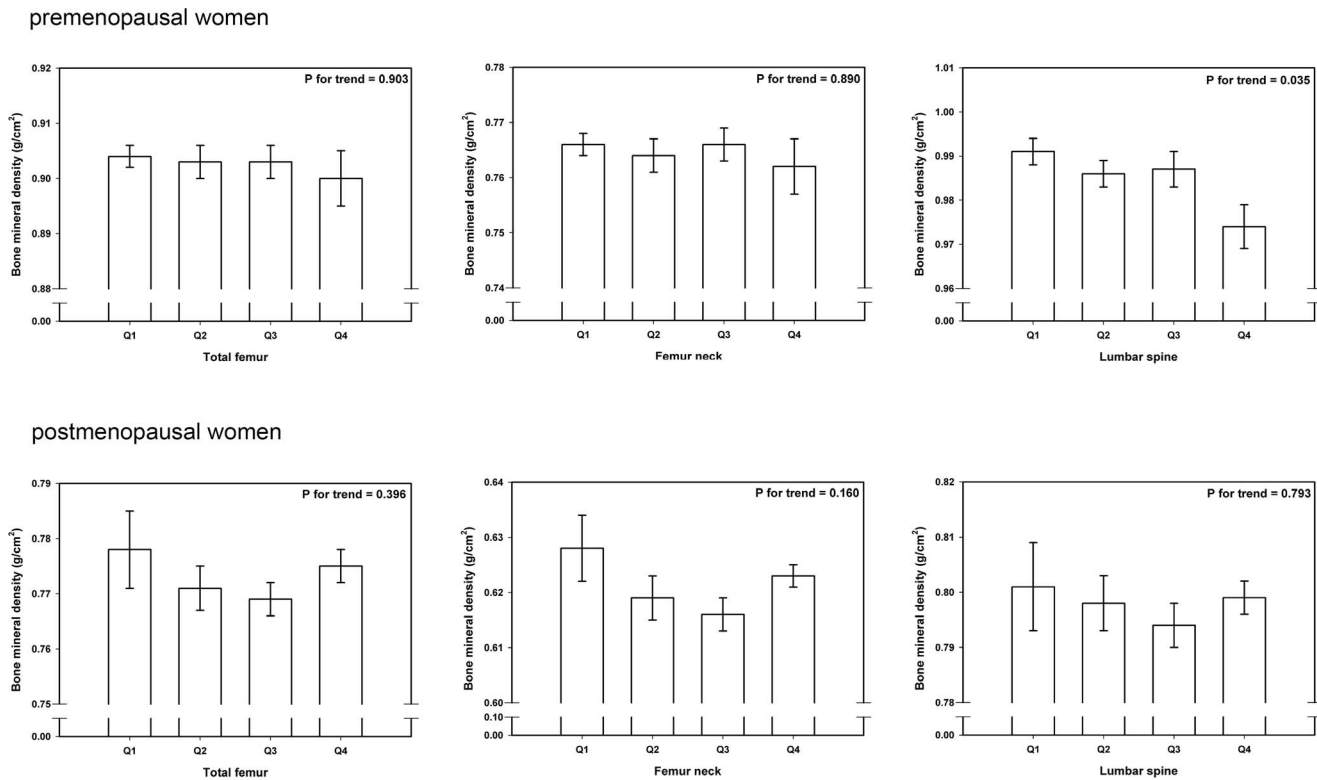 premenopausal women
P for trend = 0.903
Bone mineral density (g/cm²)
0.92
0.91
0.90
0.89
0.88
0.00
Q1 Q2 Q3 Q4
Total femur
P for trend = 0.890
Bone mineral density (g/cm²)
0.78
0.77
0.76
0.75
0.74
0.00
Q1 Q2 Q3 Q4
Femur neck
P for trend = 0.035
Bone mineral density (g/cm²)
1.01
1.00
0.99
0.98
0.97
0.96
0.00
Q1 Q2 Q3 Q4
Lumbar spine
postmenopausal women
P for trend = 0.396
Bone mineral density (g/cm²)
0.79
0.78
0.77
0.76
0.75
0.00
Q1 Q2 Q3 Q4
Total femur
P for trend = 0.160
Bone mineral density (g/cm²)
0.64
0.63
0.62
0.61
0.60
0.10
0.00
Q1 Q2 Q3 Q4
Femur neck
P for trend = 0.793
Bone mineral density (g/cm²)
0.82
0.81
0.80
0.79
0.78
0.00
Q1 Q2 Q3 Q4
Lumbar spine